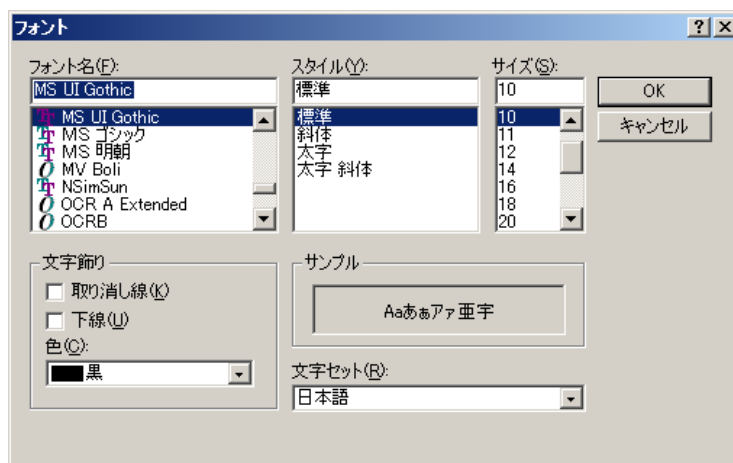 フォント
フォント名(F):
MS UI Gothic
MS UI Gothic
MS ゴシック
MS 明朝
MV Boli
NSimSun
OCR A Extended
OCRB
スタイル(Y):
標準
標準
斜体
太字
太字 斜体
サイズ(S):
10
10
11
12
14
16
18
20
OK
キャンセル
文字飾り
取り消し線(K)
下線(U)
色(C):
黒
サンプル
Aaあぁアァ亜宇
文字セット(R):
日本語